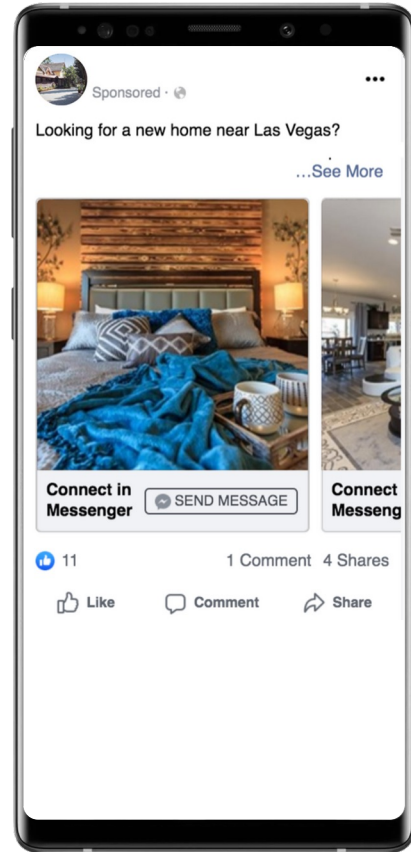 Sponsored ·
Looking for a new home near Las Vegas?
...See More
Connect in
Messenger
SEND MESSAGE
Connect
Messeng
11
1 Comment 4 Shares
Like Comment Share